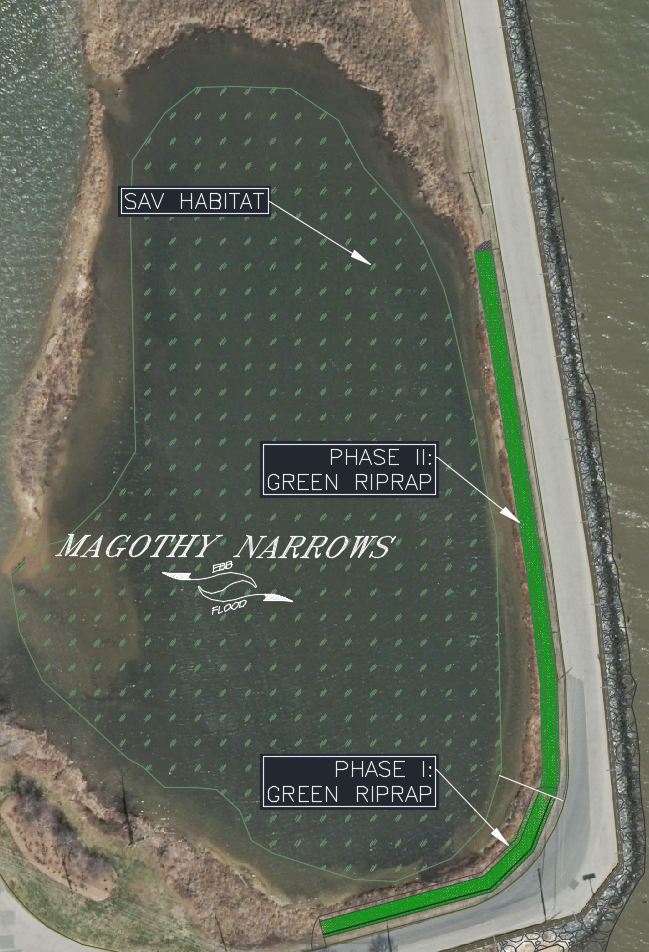 SAV HABITAT
PHASE II:
GREEN RIPRAP
MAGOTHY NARROWS
EBB
FLOOD
PHASE I:
GREEN RIPRAP